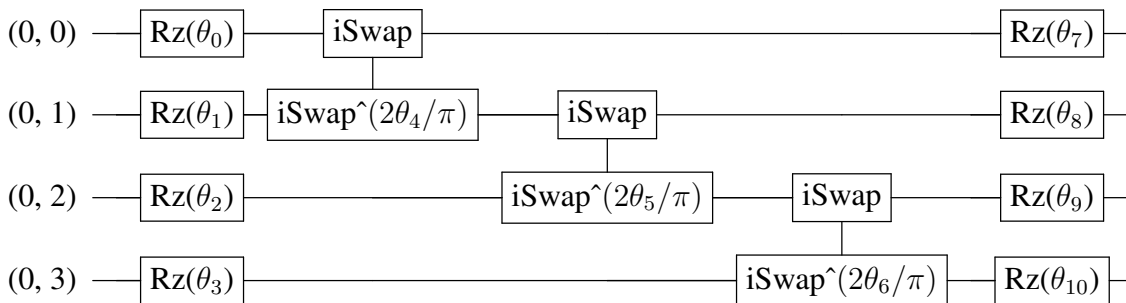 (0, 0) Rz(θ₀) iSwap Rz(θ₇)
(0, 1) Rz(θ₁) iSwap^(2θ₄/π) iSwap Rz(θ₈)
(0, 2) Rz(θ₂) iSwap^(2θ₅/π) iSwap Rz(θ₉)
(0, 3) Rz(θ₃) iSwap^(2θ₆/π) Rz(θ₁₀)